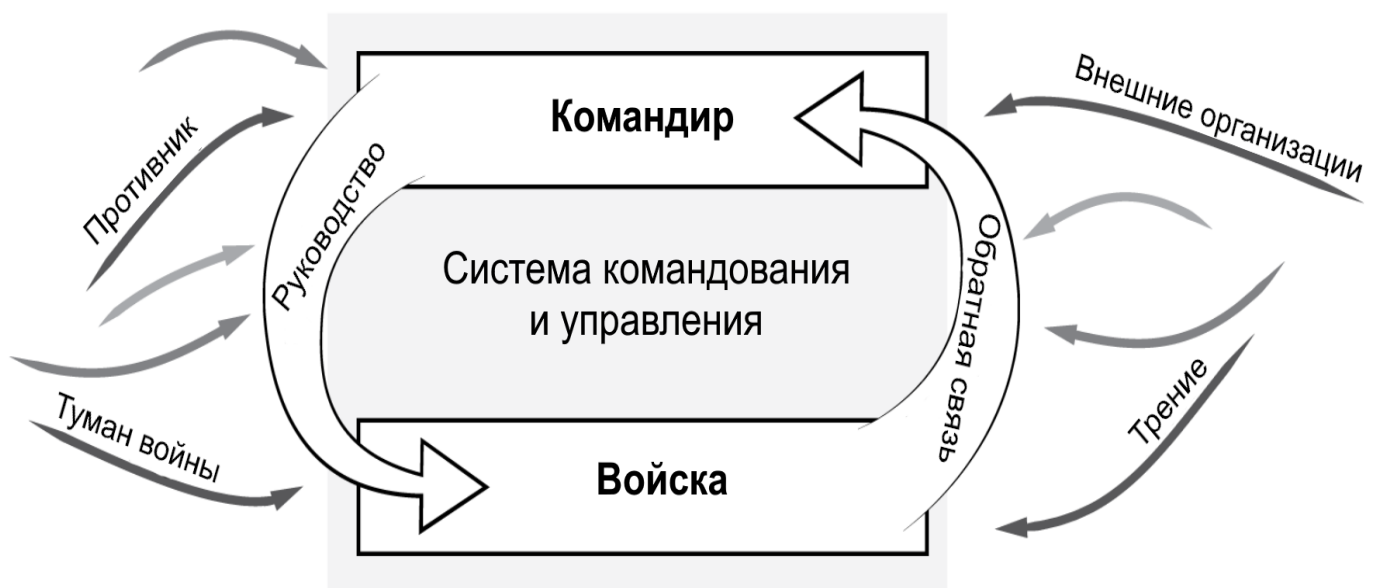 Командир
Внешние организации
Противник
Руководство
Система командования
и управления
Обратная связь
Туман войны
Трение
Войска